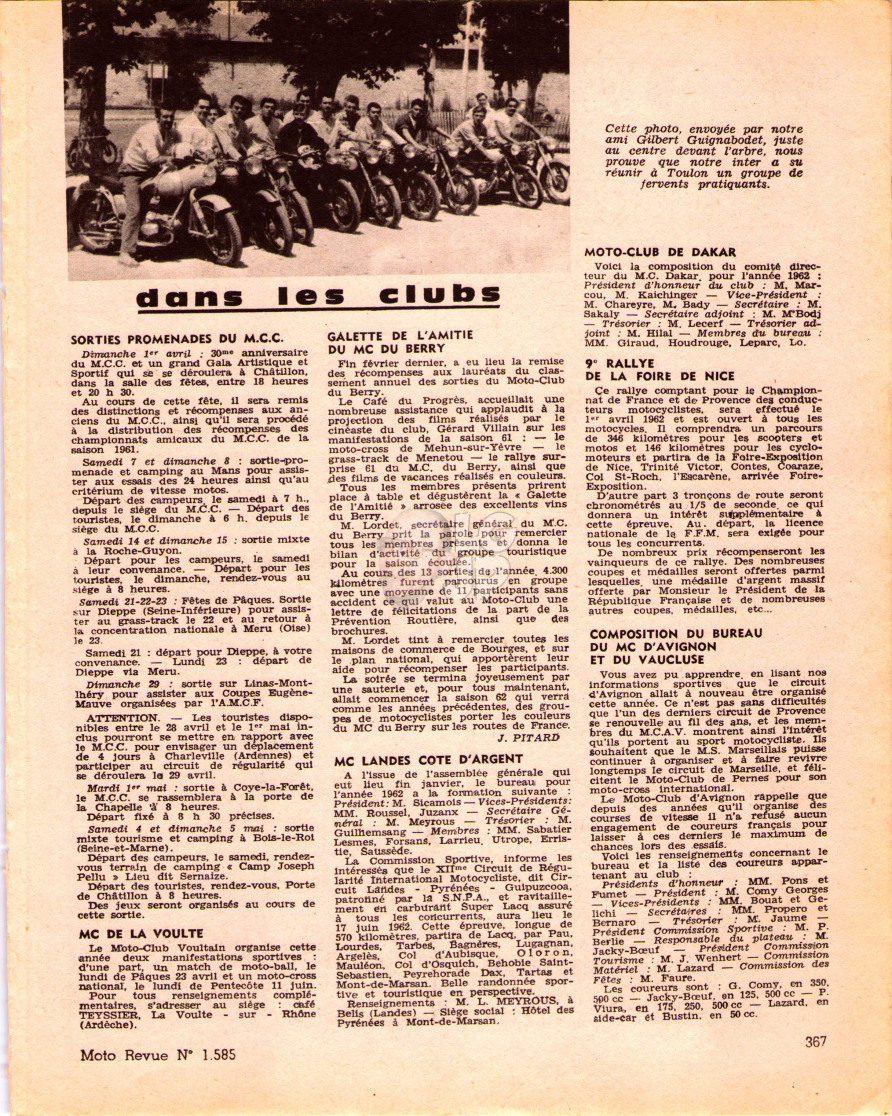 Cette photo, envoyée par notre
ami Gilbert Guignabodet, juste
au centre devant l'arbre, nous
prouve que notre inter a su
réunir à Toulon un groupe de
fervents pratiquants.
dans les clubs
SORTIES PROMENADES DU M.C.C.
Dimanche 1er avril : 30me anniversaire
du M.C.C. et un grand Gala Artistique et
Sportif qui se se déroulera à Châtillon,
dans la salle des fêtes, entre 18 heures
et 20 h 30.
Au cours de cette fête, il sera remis
des distinctions et récompenses aux an-
ciens du M.C.C., ainsi qu'il sera procédé
à la distribution des récompenses des
championnats amicaux du M.C.C. de la
saison 1961.
Samedi 7 et dimanche 8 : sortie-pro-
menade et camping au Mans pour assis-
ter aux essais des 24 heures ainsi qu'au
critérium de vitesse motos.
Départ des campeurs, le samedi à 7 h.,
depuis le siège du M.C.C. — Départ des
touristes, le dimanche à 6 h. depuis le
siège du M.C.C.
Samedi 14 et dimanche 15 : sortie mixte
à la Roche-Guyon.
Départ pour les campeurs, le samedi
à leur convenance. — Départ pour les
touristes, le dimanche, rendez-vous au
siège à 8 heures.
Samedi 21-22-23 : Fêtes de Pâques. Sortie
sur Dieppe (Seine-Inférieure) pour assis-
ter au grass-track le 22 et au retour à
la concentration nationale à Meru (Oise)
le 23.
Samedi 21 : départ pour Dieppe, à votre
convenance. — Lundi 23 : départ de
Dieppe via Meru.
Dimanche 29 : sortie sur Linas-Mont-
lhéry pour assister aux Coupes Eugène-
Mauve organisées par l'A.M.C.F.
ATTENTION. — Les touristes dispo-
nibles entre le 28 avril et le 1er mai in-
clus pourront se mettre en rapport avec
le M.C.C. pour envisager un déplacement
de 4 jours à Charleville (Ardennes) et
participer au circuit de régularité qui
se déroulera le 29 avril.
Mardi 1er mai : sortie à Coye-la-Forêt,
le M.C.C. se rassemblera à la porte de
la Chapelle à 8 heures.
Départ fixé à 8 h 30 précises.
Samedi 4 et dimanche 5 mai : sortie
mixte tourisme et camping à Bois-le-Roi
(Seine-et-Marne).
Départ des campeurs, le samedi, rendez-
vous terrain de camping « Camp Joseph
Pellu » Lieu dit Sernaize.
Départ des touristes, rendez-vous, Porte
de Châtillon à 8 heures.
Des jeux seront organisés au cours de
cette sortie.
MC DE LA VOULTE
Le Moto-Club Voultain organise cette
année deux manifestations sportives :
d'une part, un match de moto-ball, le
lundi de Pâques 23 avril et un moto-cross
national, le lundi de Pentecôte 11 juin.
Pour tous renseignements complé-
mentaires, s'adresser au siège : café
TEYSSIER, La Voulte - sur - Rhône
(Ardèche).
GALETTE DE L'AMITIE
DU MC DU BERRY
Fin février dernier, a eu lieu la remise
des récompenses aux lauréats du clas-
sement annuel des sorties du Moto-Club
du Berry.
Le Café du Progrès, accueillait une
nombreuse assistance qui applaudit à la
projection des films réalisés par le
cinéaste du club, Gérard Villain sur les
manifestations de la saison 61 : — le
moto-cross de Mehun-sur-Yèvre — le
grass-track de Menetou — le rallye sur-
prise 61 du M.C. du Berry, ainsi que
des films de vacances réalisés en couleurs.
Tous les membres présents prirent
place à table et dégustèrent la « Galette
de l'Amitié » arrosée des excellents vins
du Berry.
M. Lordet, secrétaire général du M.C.
du Berry prit la parole pour remercier
tous les membres présents et donna le
bilan d'activité du groupe touristique
pour la saison écoulée.
Au cours des 13 sorties de l'année, 4.300
kilomètres furent parcourus en groupe
avec une moyenne de 11 participants sans
accident ce qui valut au Moto-Club une
lettre de félicitations de la part de la
Prévention Routière, ainsi que des
brochures.
M. Lordet tint à remercier toutes les
maisons de commerce de Bourges, et sur
le plan national, qui apportèrent leur
aide pour récompenser les participants.
La soirée se termina joyeusement par
une sauterie et, pour tous maintenant,
allait commencer la saison 62 qui verra
comme les années précédentes, des grou-
pes de motocyclistes porter les couleurs
du MC du Berry sur les routes de France.
J. PITARD
MC LANDES COTE D'ARGENT
A l'issue de l'assemblée générale qui
eut lieu fin janvier, le bureau pour
l'année 1962 a la formation suivante :
Président : M. Sicamois — Vice-Présidents :
MM. Roussel, Juzanx — Secrétaire Gé-
néral : M. Meyrous — Trésorier : M.
Guilhemsang — Membres : MM. Sabatier
Lesmes, Forsans, Larrieu, Utrope, Erris-
tie, Saussède.
La Commission Sportive, informe les
intéressés que le XIIme Circuit de Régu-
larité International Motocycliste, dit Cir-
cuit Landes - Pyrénées - Guipuzcooa,
patronné par la S.N.P.A., et ravitaille-
ment en carburant Super Lacq assuré
à tous les concurrents, aura lieu le
17 juin 1962. Cette épreuve, longue de
570 kilomètres, partira de Lacq, par Pau,
Lourdes, Tarbes, Bagnères, Lugagnan,
Argelès, Col d'Aubisque, Oloron,
Mauléon, Col d'Osquich, Behobie Saint-
Sebastien, Peyrehorade Dax, Tartas et
Mont-de-Marsan. Belle randonnée spor-
tive et touristique en perspective.
Renseignements : M. L. MEYROUS, à
Belis (Landes) — Siège social : Hôtel des
Pyrénées à Mont-de-Marsan.
MOTO-CLUB DE DAKAR
Voici la composition du comité direc-
teur du M.C. Dakar, pour l'année 1962 :
Président d'honneur du club : M. Mar-
cou, M. Kaichinger — Vice-Président :
M. Chareyre, M. Bady — Secrétaire : M.
Sakaly — Secrétaire adjoint : M. M'Bodj
— Trésorier : M. Lecerf — Trésorier ad-
joint : M. Hilal — Membres du bureau :
MM. Giraud, Houdrouge, Leparc, Lo.
9e RALLYE
DE LA FOIRE DE NICE
Ce rallye comptant pour le Champion-
nat de France et de Provence des conduc-
teurs motocyclistes, sera effectué le
1er avril 1962 et est ouvert à tous les
motocycles. Il comprendra un parcours
de 346 kilomètres pour les scooters et
motos et 146 kilomètres pour les cyclo-
moteurs et partira de la Foire-Exposition
de Nice, Trinité Victor, Contes, Coaraze,
Col St-Roch, l'Escarène, arrivée Foire-
Exposition.
D'autre part 3 tronçons de route seront
chronométrés au 1/5 de seconde, ce qui
donnera un intérêt supplémentaire à
cette épreuve. Au départ, la licence
nationale de la F.F.M. sera exigée pour
tous les concurrents.
De nombreux prix récompenseront les
vainqueurs de ce rallye. Des nombreuses
coupes et médailles seront offertes parmi
lesquelles, une médaille d'argent massif
offerte par Monsieur le Président de la
République Française et de nombreuses
autres coupes, médailles, etc...
COMPOSITION DU BUREAU
DU MC D'AVIGNON
ET DU VAUCLUSE
Vous avez pu apprendre, en lisant nos
informations sportives que le circuit
d'Avignon allait à nouveau être organisé
cette année. Ce n'est pas sans difficultés
que l'un des derniers circuit de Provence
se renouvelle au fil des ans, et les mem-
bres du M.C.A.V. montrent ainsi l'intérêt
qu'ils portent au sport motocycliste. Ils
souhaitent que le M.S. Marseillais puisse
continuer à organiser et à faire revivre
longtemps le circuit de Marseille, et féli-
citent le Moto-Club de Pernes pour son
moto-cross international.
Le Moto-Club d'Avignon rappelle que
depuis des années qu'il organise des
courses de vitesse il n'a refusé aucun
engagement de coureurs français pour
laisser à ces derniers le maximum de
chances lors des essais.
Voici les renseignements concernant le
bureau et la liste des coureurs appar-
tenant au club :
Présidents d'honneur : MM. Pons et
Fumet — Président : M. Comy Georges
— Vices-Présidents : MM. Bouat et Ge-
lichi — Secrétaires : MM. Propero et
Bernaro — Trésorier : M. Jaume —
Président Commission Sportive : M. P.
Berlie — Responsable du plateau : M.
Jacky-Bœuf — Président Commission
Tourisme : M. J. Wenhert — Commission
Matériel : M. Lazard — Commission des
Fêtes : M. Faure.
Les coureurs sont : G. Comy, en 350,
500 cc — Jacky-Bœuf, en 125, 500 cc — P.
Viura, en 175, 250, 500 cc — Lazard, en
side-car et Bustin, en 50 cc.
Moto Revue N° 1.585
367